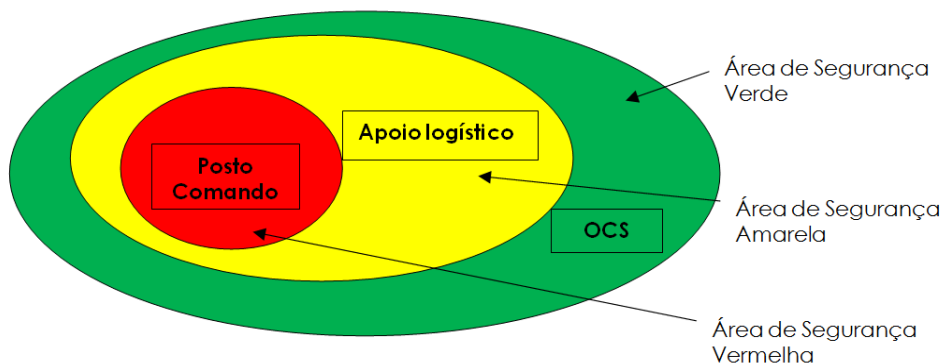 Área de Segurança
Verde
Apoio logístico
Posto
Comando
Área de Segurança
Amarela
OCS
Área de Segurança
Vermelha